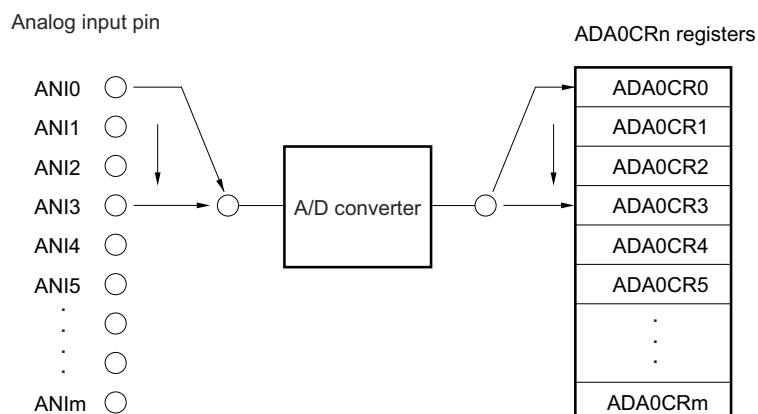 Analog input pin
ADA0CRn registers
ANI0
ANI1
ANI2
ANI3
ANI4
ANI5
.
.
.
.
ANIm
A/D converter
ADA0CR0
ADA0CR1
ADA0CR2
ADA0CR3
ADA0CR4
ADA0CR5
.
.
.
ADA0CRm